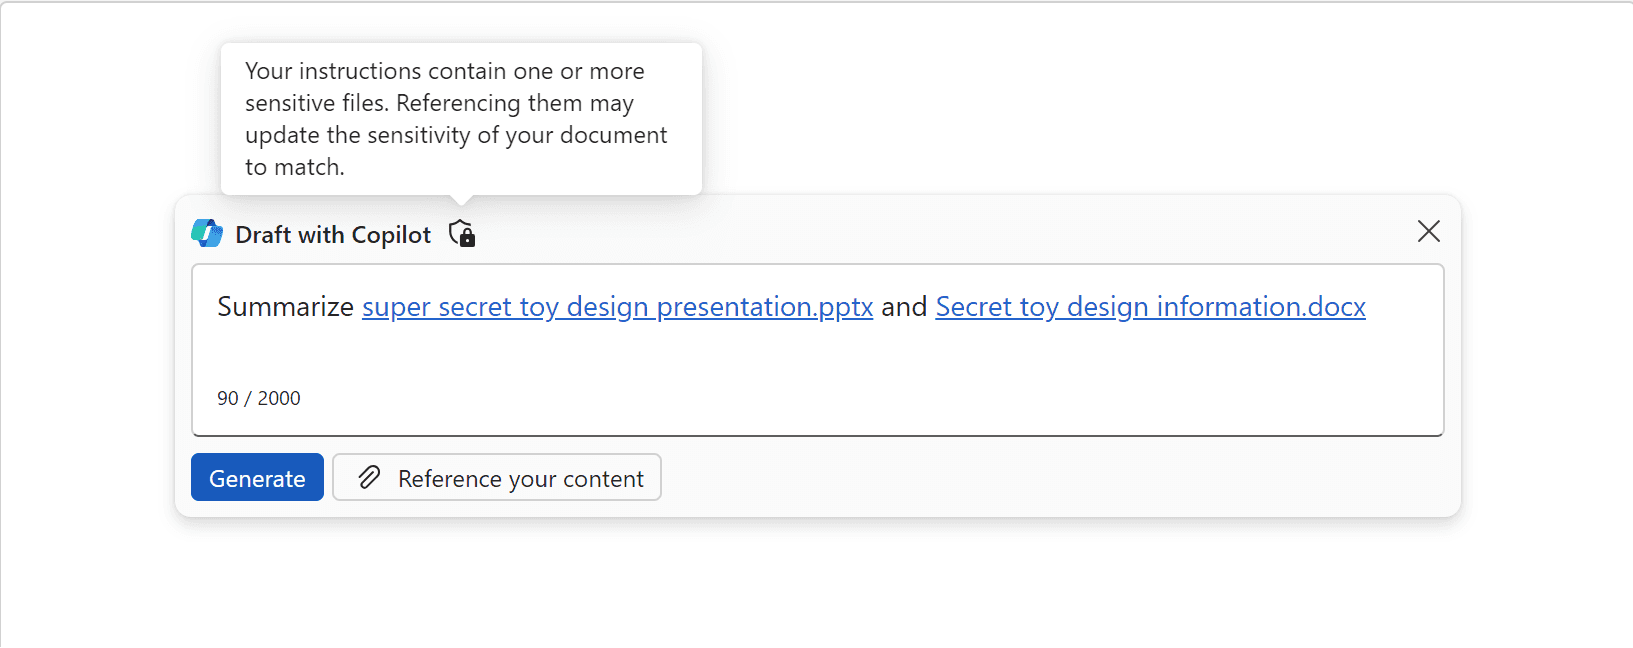 Your instructions contain one or more
sensitive files. Referencing them may
update the sensitivity of your document
to match.
Draft with Copilot
Summarize super secret toy design presentation.pptx and Secret toy design information.docx
90 / 2000
Generate
Reference your content